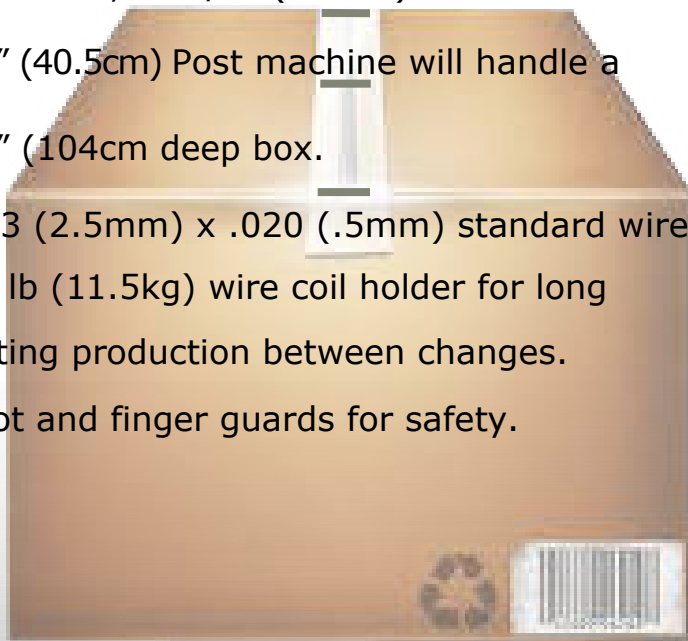 ” (40.5cm) Post machine will handle a
” (104cm deep box.
3 (2.5mm) x .020 (.5mm) standard wire
lb (11.5kg) wire coil holder for long
ting production between changes.
ot and finger guards for safety.